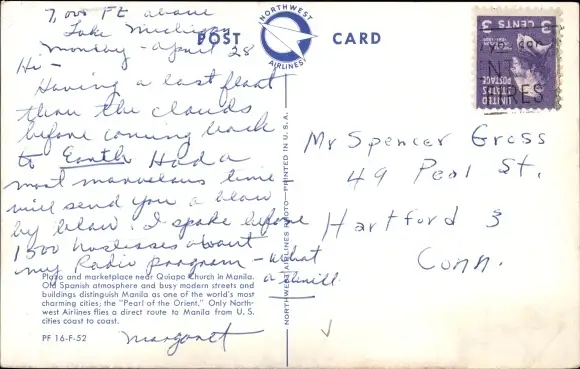 7,000 Ft above
Lake Michigan
Monday - April 28
Hi -
Having a last float
thru the clouds
before coming back
to Earth Had a
most marvelous time
will send you a blow
by blow. I spoke before
1500 hostesses about
my Radio program - what
a thrill.
Margaret
Plaza and marketplace near Quiapo Church in Manila.
Old Spanish atmosphere and busy modern streets and
buildings distinguish Manila as one of the world's most
charming cities; the "Pearl of the Orient." Only North-
west Airlines flies a direct route to Manila from U.S.
cities coast to coast.
PF 16-F-52
POST CARD
NORTHWEST
AIRLINES
NORTHWEST AIRLINES PHOTO—PRINTED IN U.S.A.
3 CENTS 3
UNITED
STATES
POSTAGE
RES
Mr Spencer Gross
49 Pearl St.
Hartford 3
Conn.